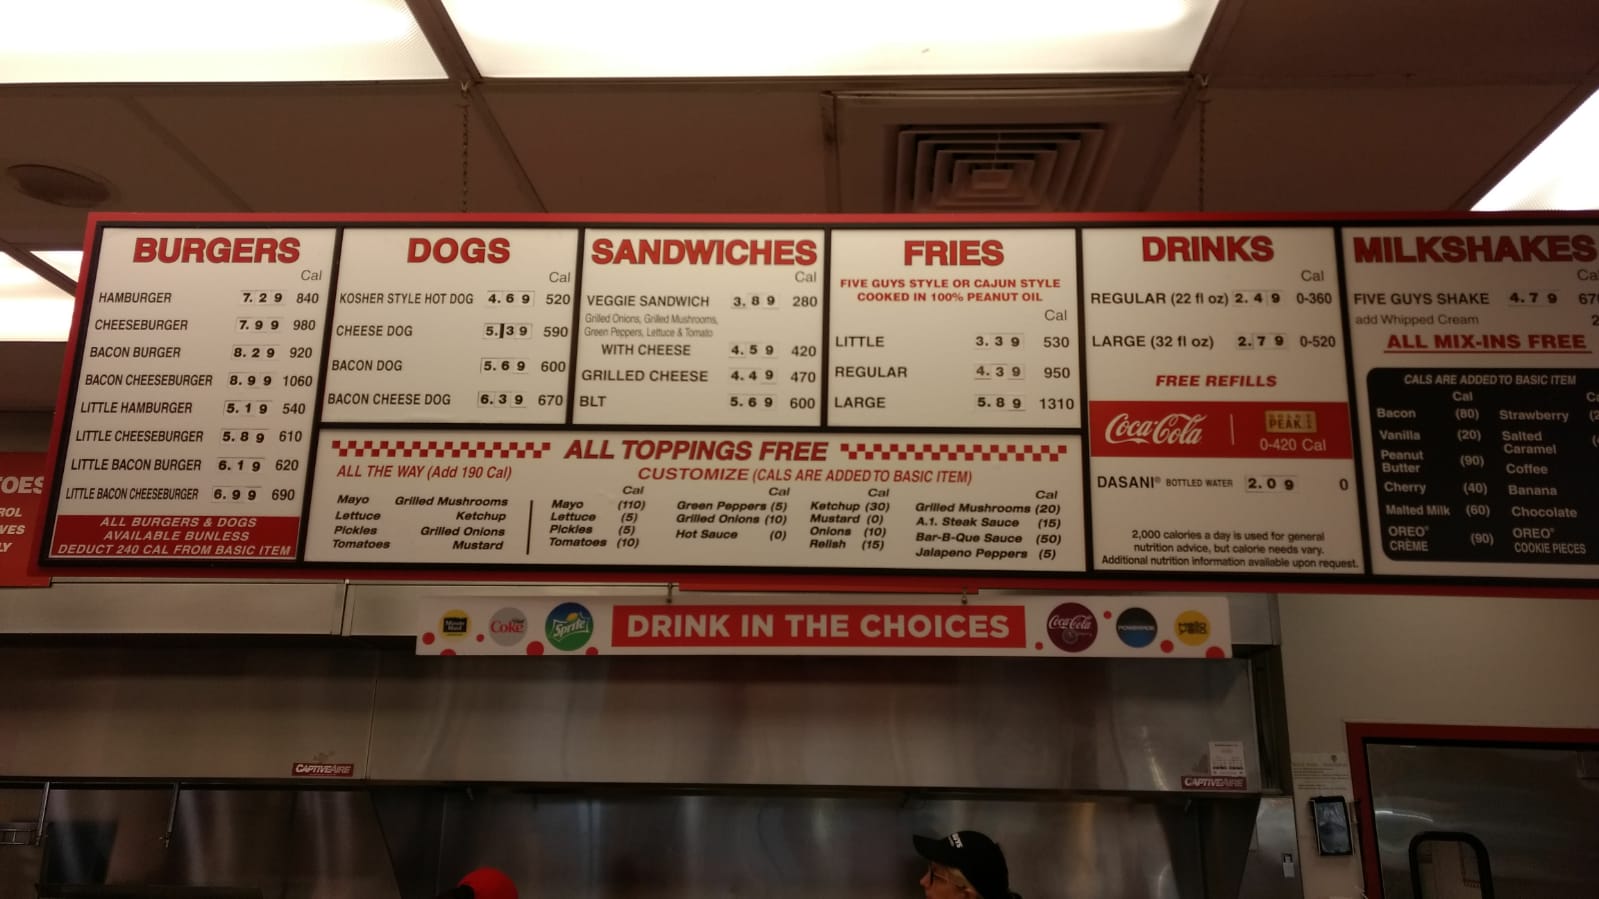 BURGERS
Cal
HAMBURGER 7.29 840
CHEESEBURGER 7.99 980
BACON BURGER 8.29 920
BACON CHEESEBURGER 8.99 1060
LITTLE HAMBURGER 5.19 540
LITTLE CHEESEBURGER 5.89 610
LITTLE BACON BURGER 6.19 620
LITTLE BACON CHEESEBURGER 6.99 690
ALL BURGERS & DOGS
AVAILABLE BUNLESS
DEDUCT 240 CAL FROM BASIC ITEM
DOGS
Cal
KOSHER STYLE HOT DOG 4.69 520
CHEESE DOG 5.39 590
BACON DOG 5.69 600
BACON CHEESE DOG 6.39 670
SANDWICHES
Cal
VEGGIE SANDWICH 3.89 280
Grilled Onions, Grilled Mushrooms,
Green Peppers, Lettuce & Tomato
WITH CHEESE 4.59 420
GRILLED CHEESE 4.49 470
BLT 5.69 600
FRIES
FIVE GUYS STYLE OR CAJUN STYLE
COOKED IN 100% PEANUT OIL
Cal
LITTLE 3.39 530
REGULAR 4.39 950
LARGE 5.89 1310
ALL TOPPINGS FREE
ALL THE WAY (Add 190 Cal)
Mayo Grilled Mushrooms
Lettuce Ketchup
Pickles Grilled Onions
Tomatoes Mustard
CUSTOMIZE (CALS ARE ADDED TO BASIC ITEM)
Cal
Mayo (110)
Lettuce (5)
Pickles (5)
Tomatoes (10)
Cal
Green Peppers (5)
Grilled Onions (10)
Hot Sauce (0)
Cal
Ketchup (30)
Mustard (0)
Onions (10)
Relish (15)
Cal
Grilled Mushrooms (20)
A.1. Steak Sauce (15)
Bar-B-Que Sauce (50)
Jalapeno Peppers (5)
DRINKS
Cal
REGULAR (22 fl oz) 2.49 0-360
LARGE (32 fl oz) 2.79 0-520
FREE REFILLS
Coca-Cola
PEAK
0-420 Cal
DASANI® BOTTLED WATER 2.09 0
2,000 calories a day is used for general
nutrition advice, but calorie needs vary.
Additional nutrition information available upon request.
MILKSHAKES
FIVE GUYS SHAKE 4.79
add Whipped Cream
ALL MIX-INS FREE
CALS ARE ADDED TO BASIC ITEM
Cal
Bacon (80) Strawberry
Vanilla (20) Salted
Caramel
Peanut
Butter (90) Coffee
Cherry (40) Banana
Malted Milk (60) Chocolate
OREO® OREO®
CRÈME (90) COOKIE PIECES
Minute
Maid
Coke
Sprite
DRINK IN THE CHOICES
Coca-Cola
POWERADE
Mello
Yello
CAPTIVEAIRE
CAPTIVEAIRE